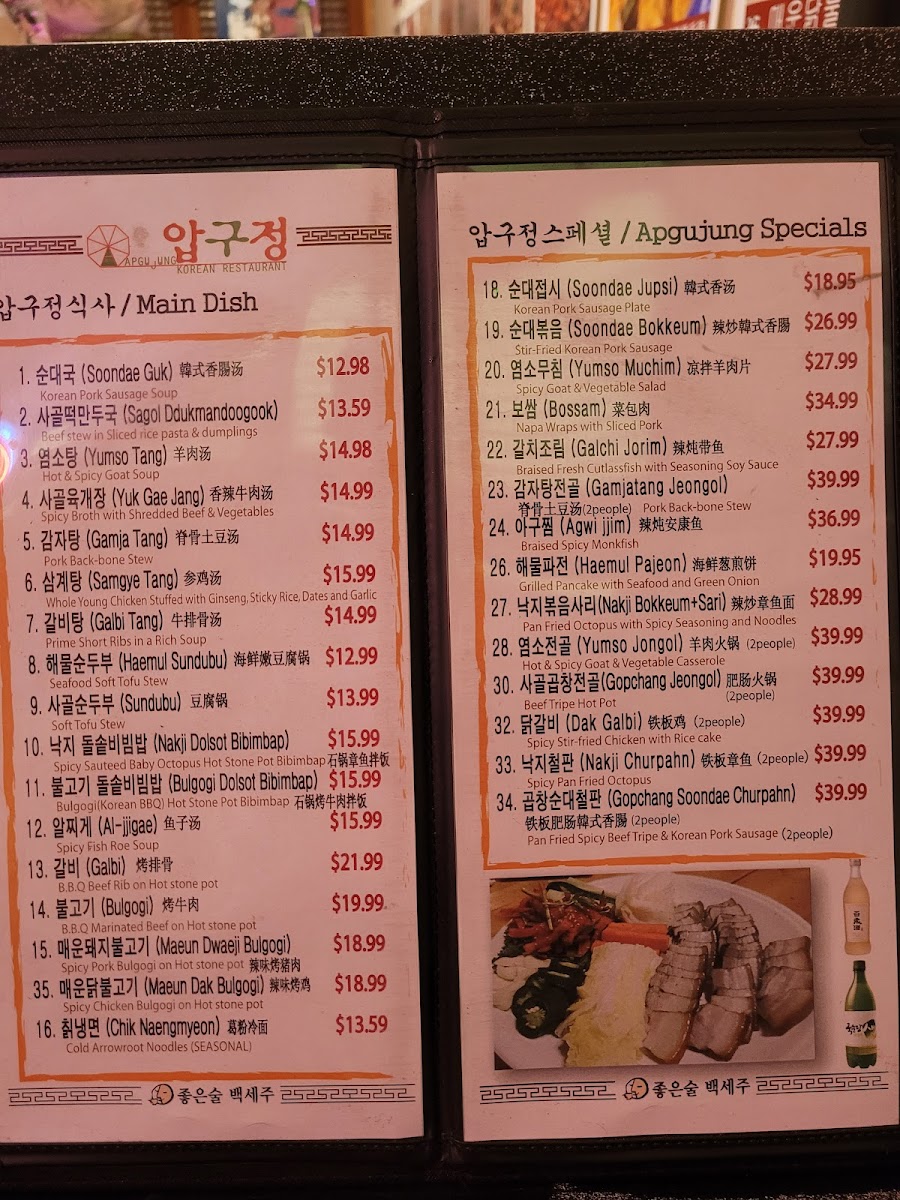 압구정
APGUJUNG
KOREAN RESTAURANT
압구정식사 / Main Dish
1. 순대국 (Soondae Guk) 韓式香腸汤 $12.98
Korean Pork Sausage Soup
2. 사골떡만두국 (Sagol Ddukmandoogook) $13.59
Beef stew in Sliced rice pasta & dumplings
3. 염소탕 (Yumso Tang) 羊肉汤 $14.98
Hot & Spicy Goat Soup
4. 사골육개장 (Yuk Gae Jang) 香辣牛肉汤 $14.99
Spicy Broth with Shredded Beef & Vegetables
5. 감자탕 (Gamja Tang) 脊骨土豆汤 $14.99
Pork Back-bone Stew
6. 삼계탕 (Samgye Tang) 参鸡汤 $15.99
Whole Young Chicken Stuffed with Ginseng, Sticky Rice, Dates and Garlic
7. 갈비탕 (Galbi Tang) 牛排骨汤 $14.99
Prime Short Ribs in a Rich Soup
8. 해물순두부 (Haemul Sundubu) 海鲜嫩豆腐锅 $12.99
Seafood Soft Tofu Stew
9. 사골순두부 (Sundubu) 豆腐锅 $13.99
Soft Tofu Stew
10. 낙지 돌솥비빔밥 (Nakji Dolsot Bibimbap) $15.99
Spicy Sauteed Baby Octopus Hot Stone Pot Bibimbap 石锅章鱼拌饭
11. 불고기 돌솥비빔밥 (Bulgogi Dolsot Bibimbap) $15.99
Bulgogi(Korean BBQ) Hot Stone Pot Bibimbap 石锅烤牛肉拌饭
12. 알찌게 (Al-jjigae) 鱼子汤 $15.99
Spicy Fish Roe Soup
13. 갈비 (Galbi) 烤排骨 $21.99
B.B.Q Beef Rib on Hot stone pot
14. 불고기 (Bulgogi) 烤牛肉 $19.99
B.B.Q Marinated Beef on Hot stone pot
15. 매운돼지불고기 (Maeun Dwaeji Bulgogi) $18.99
Spicy Pork Bulgogi on Hot stone pot 辣味烤猪肉
35. 매운닭불고기 (Maeun Dak Bulgogi) 辣味烤鸡 $18.99
Spicy Chicken Bulgogi on Hot stone pot
16. 칡냉면 (Chik Naengmyeon) 葛粉冷面 $13.59
Cold Arrowroot Noodles (SEASONAL)
좋은술 백세주
압구정스페셜 / Apgujung Specials
18. 순대접시 (Soondae Jupsi) 韓式香汤 $18.95
Korean Pork Sausage Plate
19. 순대볶음 (Soondae Bokkeum) 辣炒韓式香腸 $26.99
Stir-Fried Korean Pork Sausage
20. 염소무침 (Yumso Muchim) 凉拌羊肉片 $27.99
Spicy Goat & Vegetable Salad
21. 보쌈 (Bossam) 菜包肉 $34.99
Napa Wraps with Sliced Pork
22. 갈치조림 (Galchi Jorim) 辣炖带鱼 $27.99
Braised Fresh Cutlassfish with Seasoning Soy Sauce
23. 감자탕전골 (Gamjatang Jeongol) $39.99
脊骨土豆汤(2people) Pork Back-bone Stew
24. 아구찜 (Agwi jjim) 辣炖安康鱼 $36.99
Braised Spicy Monkfish
26. 해물파전 (Haemul Pajeon) 海鲜葱煎饼 $19.95
Grilled Pancake with Seafood and Green Onion
27. 낙지볶음사리(Nakji Bokkeum+Sari) 辣炒章鱼面 $28.99
Pan Fried Octopus with Spicy Seasoning and Noodles
28. 염소전골 (Yumso Jongol) 羊肉火锅 (2people) $39.99
Hot & Spicy Goat & Vegetable Casserole
30. 사골곱창전골(Gopchang Jeongol) 肥肠火锅 $39.99
Beef Tripe Hot Pot (2people)
32. 닭갈비 (Dak Galbi) 铁板鸡 (2people) $39.99
Spicy Stir-fried Chicken with Rice cake
33. 낙지철판 (Nakji Churpahn) 铁板章鱼 (2people) $39.99
Spicy Pan Fried Octopus
34. 곱창순대철판 (Gopchang Soondae Churpahn) $39.99
铁板肥肠韓式香腸 (2people)
Pan Fried Spicy Beef Tripe & Korean Pork Sausage (2people)
좋은술 백세주